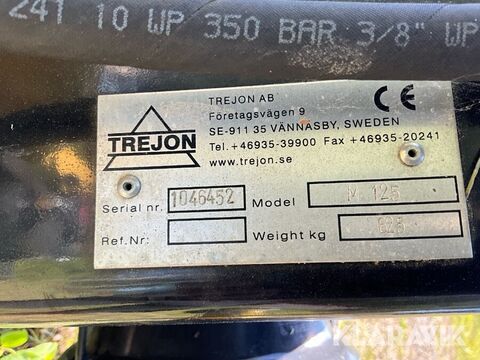 241 10 WP 350 BAR 3/8" WP
TREJON
TREJON AB
Företagsvägen 9
SE-911 35 VÄNNÄSBY, SWEDEN
Tel. +46935-39900 Fax +46935-20241
www.trejon.se
CE
Serial nr. 1046452 Model M 125
Ref.Nr: Weight kg
KLARAVIK